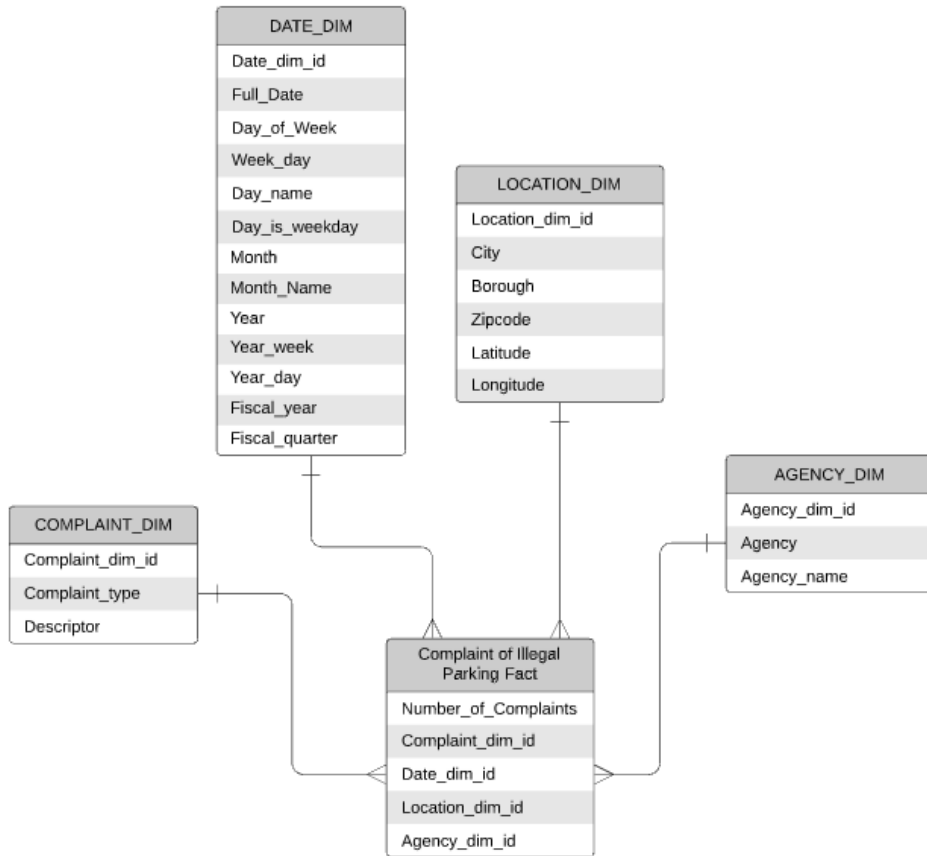 DATE_DIM
Date_dim_id
Full_Date
Day_of_Week
Week_day
Day_name
Day_is_weekday
Month
Month_Name
Year
Year_week
Year_day
Fiscal_year
Fiscal_quarter
LOCATION_DIM
Location_dim_id
City
Borough
Zipcode
Latitude
Longitude
AGENCY_DIM
Agency_dim_id
Agency
Agency_name
COMPLAINT_DIM
Complaint_dim_id
Complaint_type
Descriptor
Complaint of Illegal
Parking Fact
Number_of_Complaints
Complaint_dim_id
Date_dim_id
Location_dim_id
Agency_dim_id